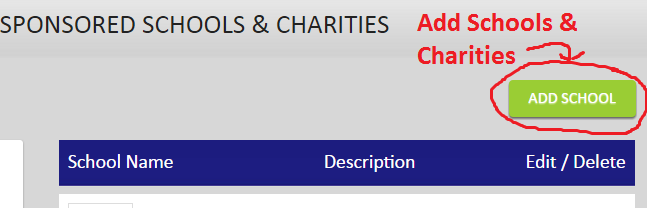 SPONSORED SCHOOLS & CHARITIES
Add Schools &
Charities
ADD SCHOOL
School Name Description Edit / Delete